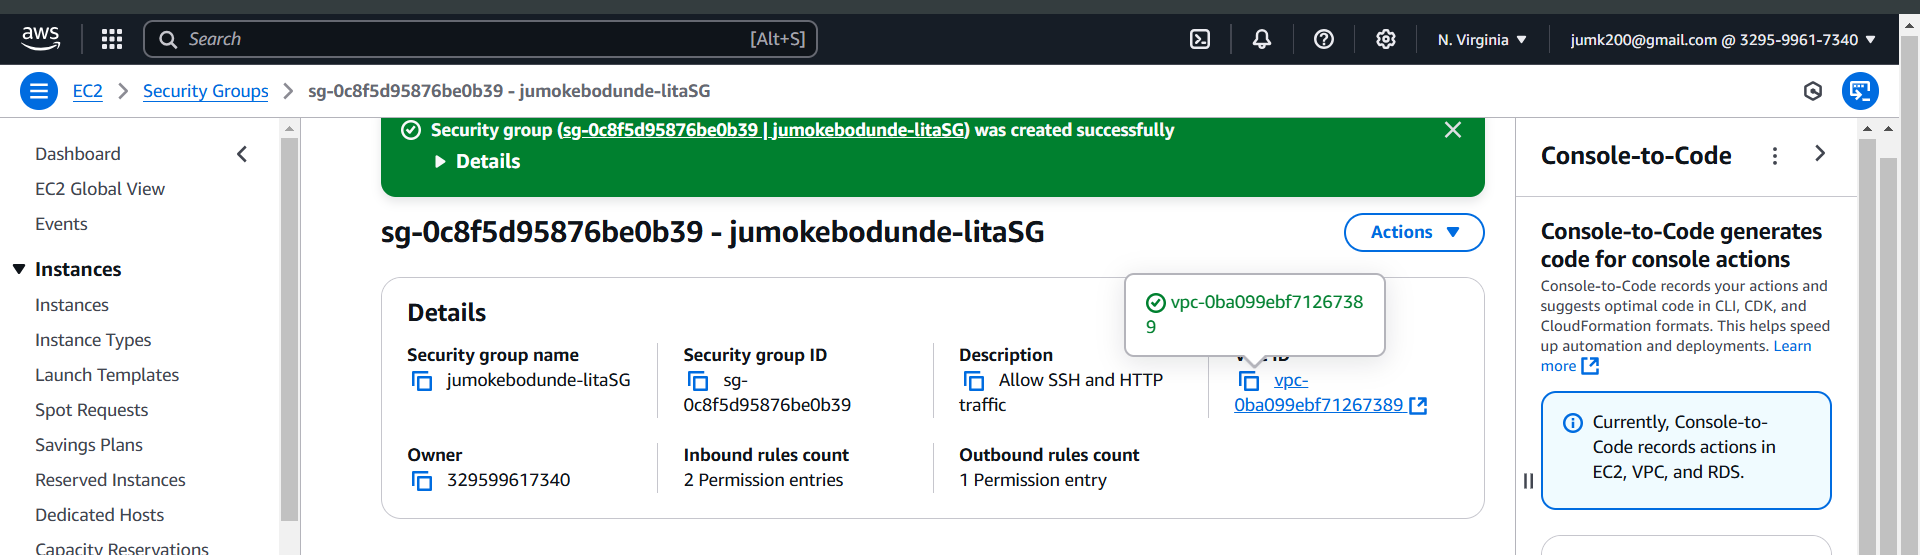 aws
Search [Alt+S]
N. Virginia
jumk200@gmail.com @ 3295-9961-7340
EC2
Security Groups
sg-0c8f5d95876be0b39 - jumokebodunde-litaSG
Dashboard
EC2 Global View
Events
Instances
Instances
Instance Types
Launch Templates
Spot Requests
Savings Plans
Reserved Instances
Dedicated Hosts
Capacity Reservations
Security group (sg-0c8f5d95876be0b39 | jumokebodunde-litaSG) was created successfully
Details
sg-0c8f5d95876be0b39 - jumokebodunde-litaSG
Actions
Details
vpc-0ba099ebf7126738
9
Security group name
jumokebodunde-litaSG
Security group ID
sg-
0c8f5d95876be0b39
Description
Allow SSH and HTTP
traffic
vpc-
0ba099ebf71267389
Owner
329599617340
Inbound rules count
2 Permission entries
Outbound rules count
1 Permission entry
Console-to-Code
Console-to-Code generates
code for console actions
Console-to-Code records your actions and
suggests optimal code in CLI, CDK, and
CloudFormation formats. This helps speed
up automation and deployments. Learn
more
Currently, Console-to-
Code records actions in
EC2, VPC, and RDS.